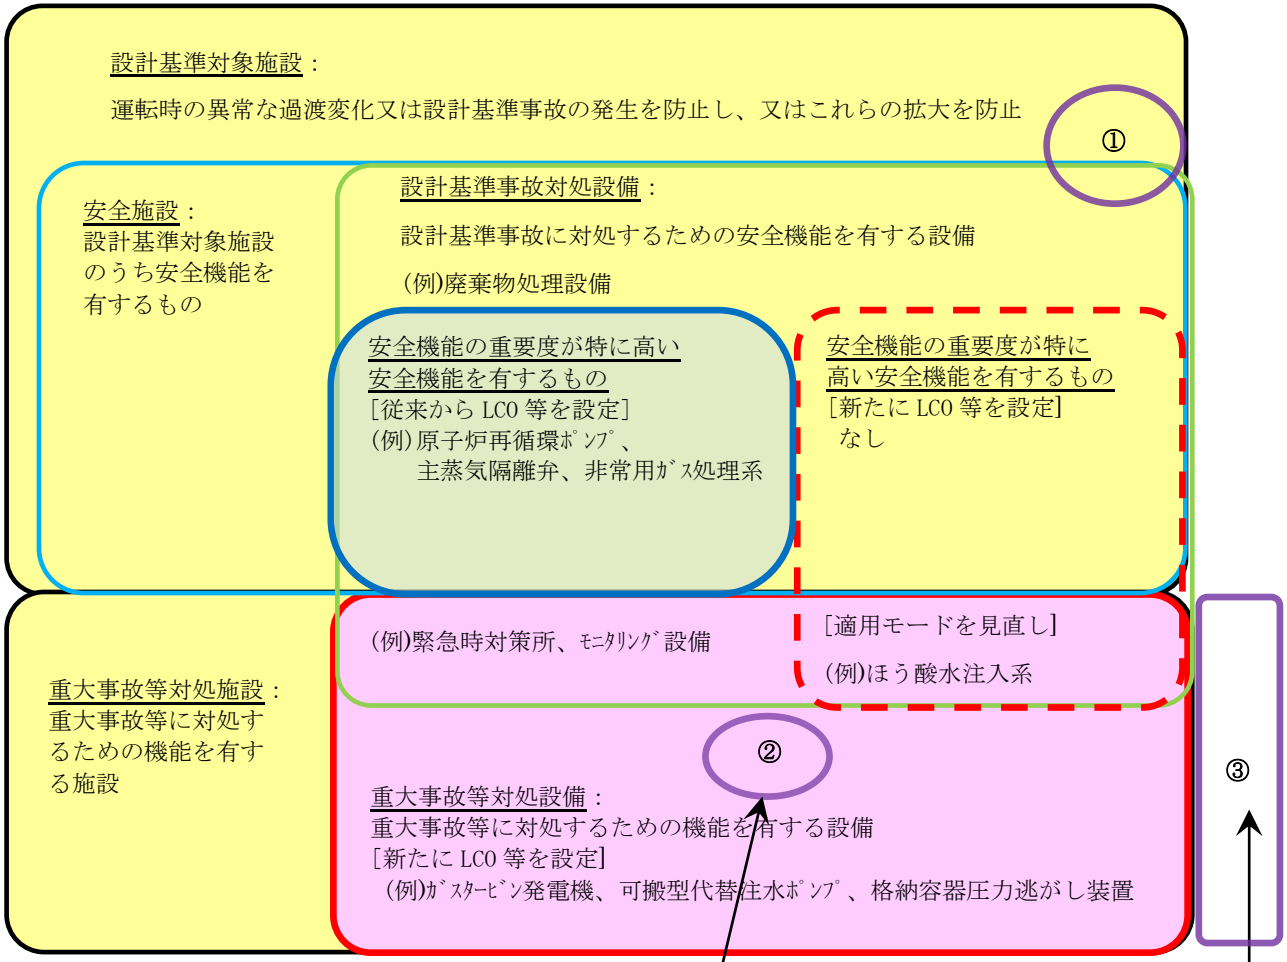 設計基準対象施設：
運転時の異常な過渡変化又は設計基準事故の発生を防止し、又はこれらの拡大を防止
①
設計基準事故対処設備：
設計基準事故に対処するための安全機能を有する設備
(例)廃棄物処理設備
安全施設：
設計基準対象施設
のうち安全機能を
有するもの
安全機能の重要度が特に高い
安全機能を有するもの
[従来から LCO 等を設定]
(例)原子炉再循環ﾎﾟﾝﾌﾟ、
主蒸気隔離弁、非常用ｶﾞｽ処理系
安全機能の重要度が特に
高い安全機能を有するもの
[新たに LCO 等を設定]
なし
(例)緊急時対策所、ﾓﾆﾀﾘﾝｸﾞ設備
[適用モードを見直し]
(例)ほう酸水注入系
重大事故等対処施設：
重大事故等に対処す
るための機能を有す
る施設
②
③
重大事故等対処設備：
重大事故等に対処するための機能を有する設備
[新たに LCO 等を設定]
(例)ｶﾞｽﾀｰﾋﾞﾝ発電機、可搬型代替注水ﾎﾟﾝﾌﾟ、格納容器圧力逃がし装置